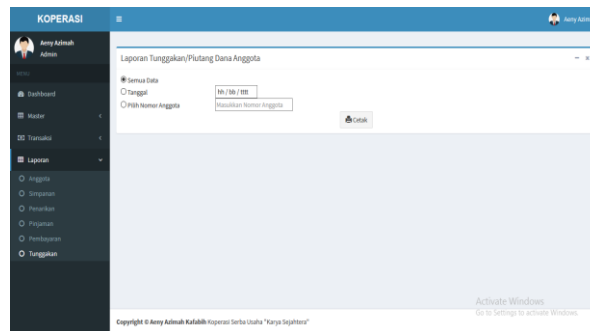 KOPERASI
Aeny Azimah
Aeny Azimah
Admin
MENU
Dashboard
Master
Transaksi
Laporan
Anggota
Simpanan
Penarikan
Pinjaman
Pembayaran
Tunggakan
Laporan Tunggakan/Piutang Dana Anggota
Semua Data
Tanggal
hh / bb / tttt
Pilih Nomor Anggota
Masukkan Nomor Anggota
Cetak
Activate Windows
Go to Settings to activate Windows.
Copyright © Aeny Azimah Kafabih Koperasi Serba Usaha "Karya Sejahtera"